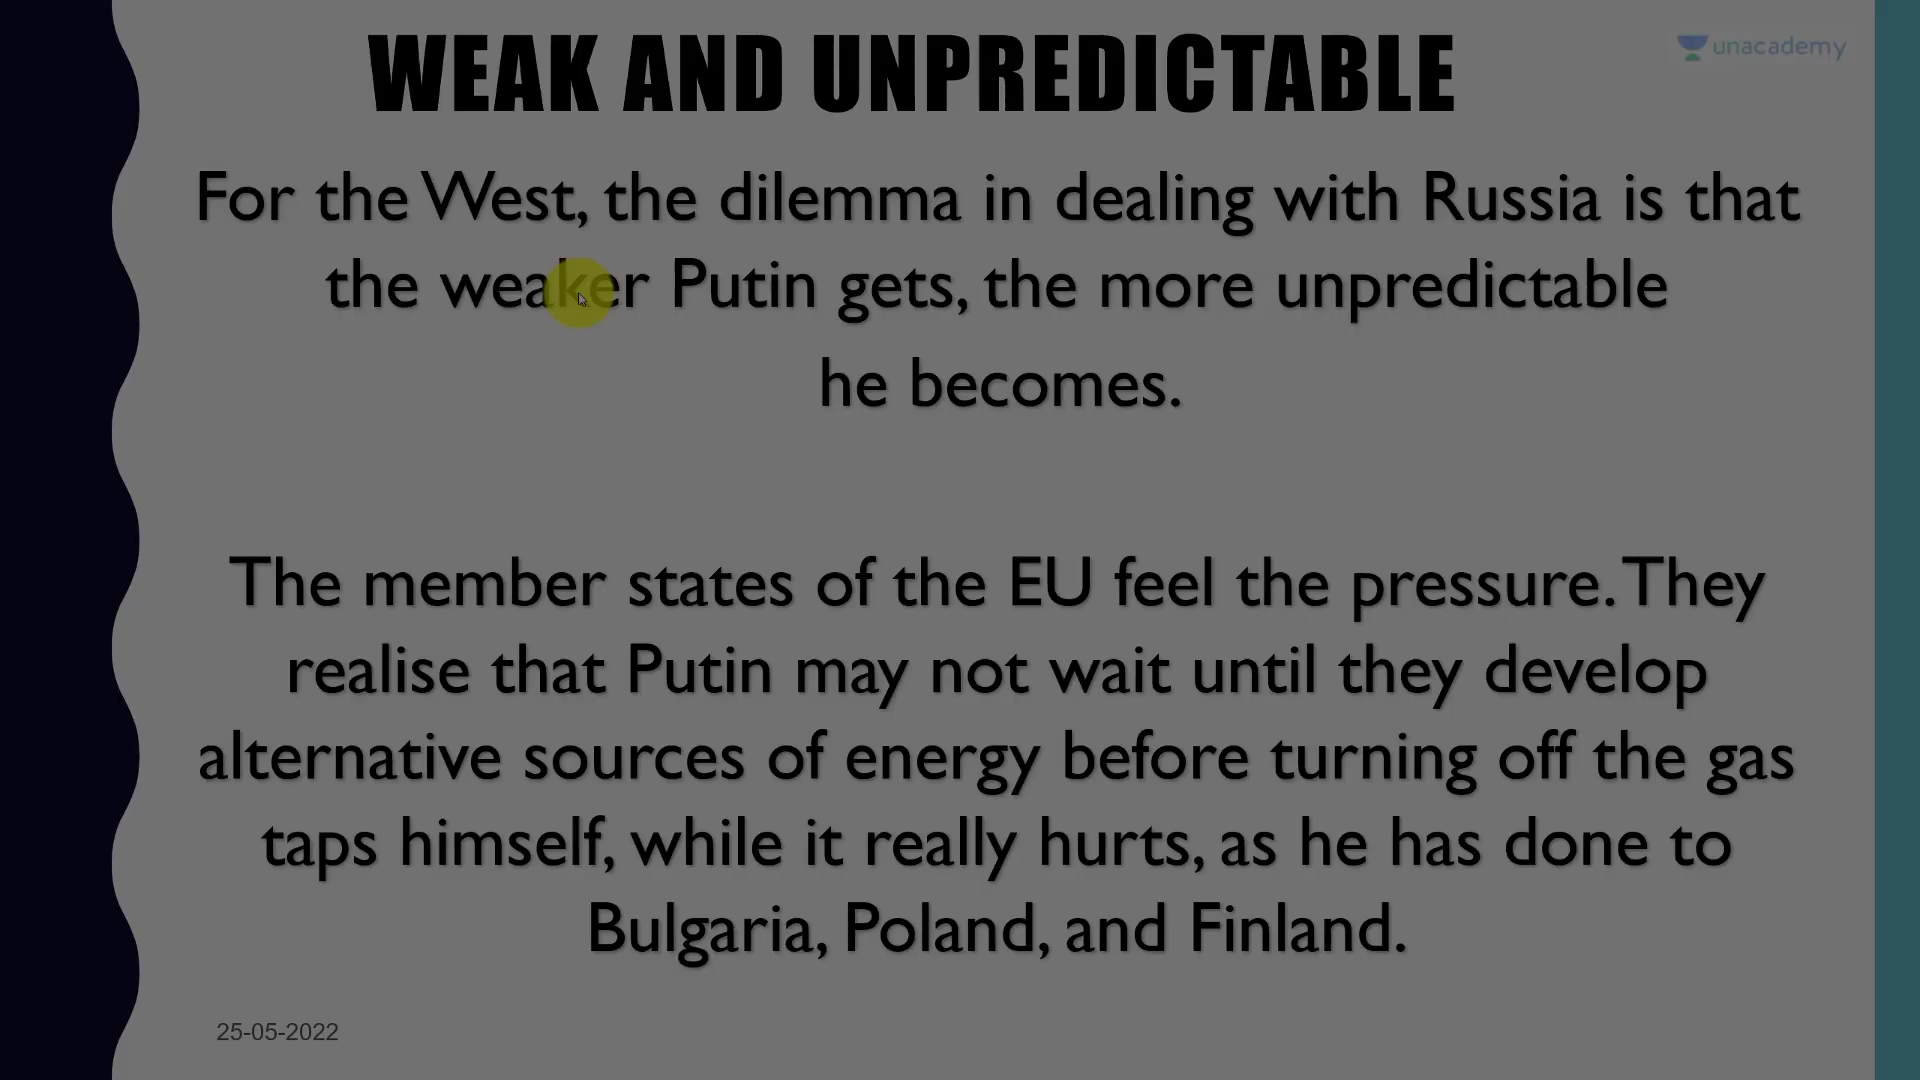 WEAK AND UNPREDICTABLE
unacademy
For the West, the dilemma in dealing with Russia is that
the weaker Putin gets, the more unpredictable
he becomes.
The member states of the EU feel the pressure. They
realise that Putin may not wait until they develop
alternative sources of energy before turning off the gas
taps himself, while it really hurts, as he has done to
Bulgaria, Poland, and Finland.
25-05-2022